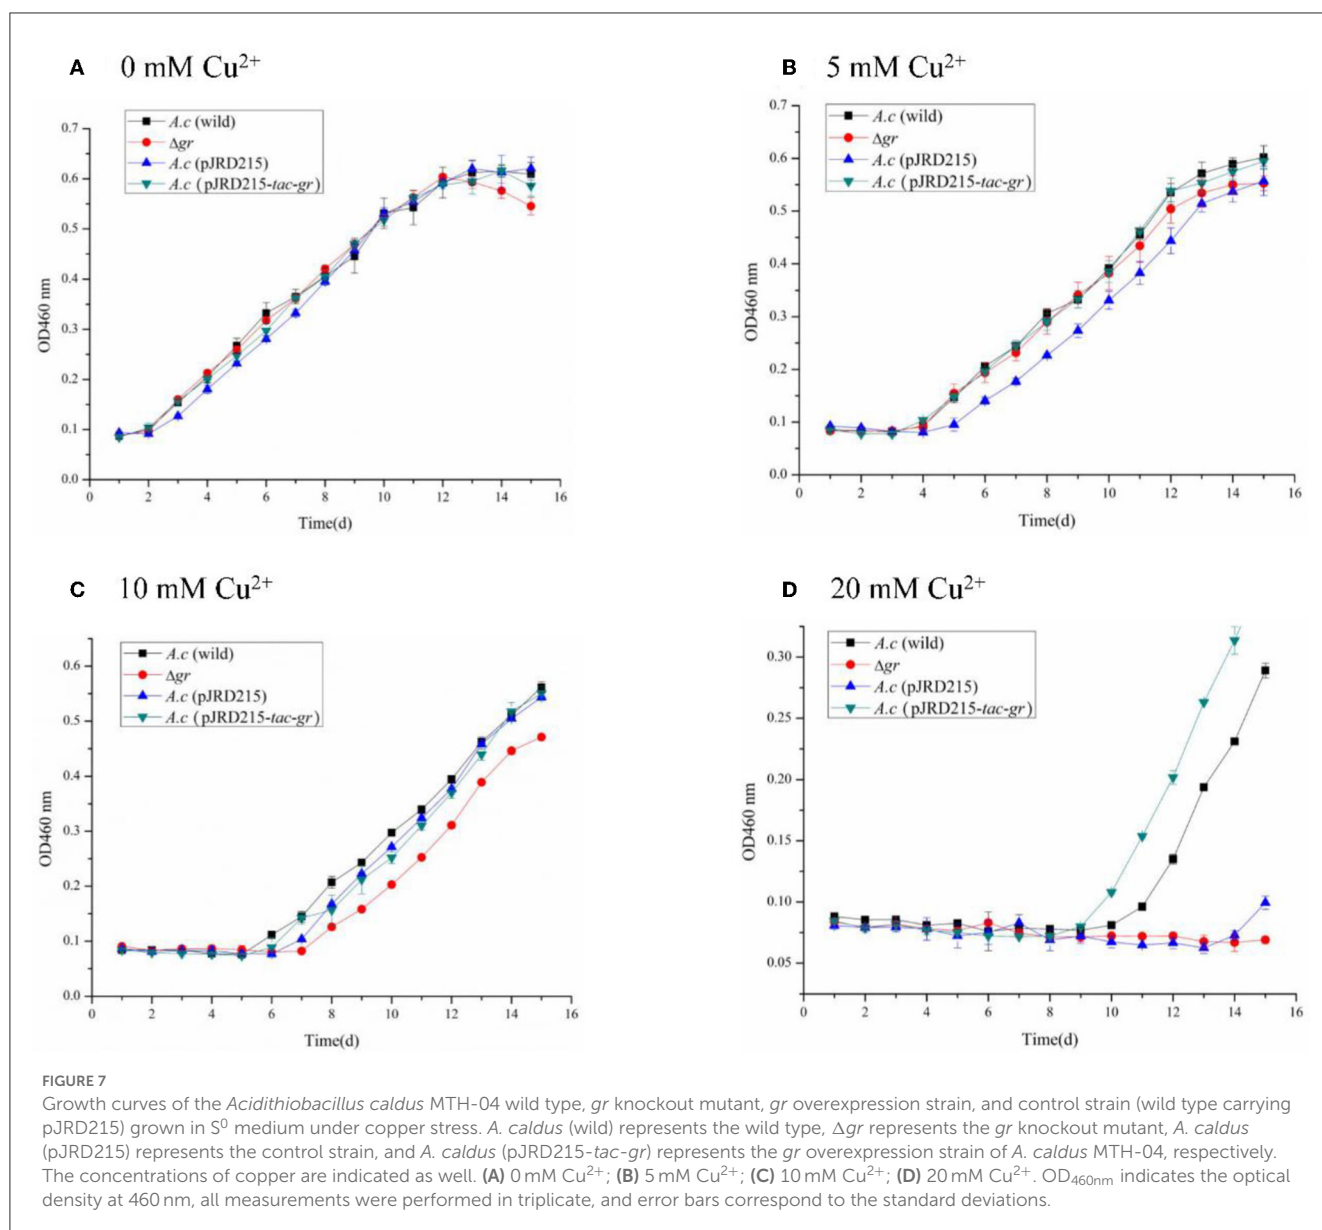 A 0 mM Cu²⁺
0.7
0.6
0.5
0.4
0.3
0.2
0.1
0.0
OD460 nm
A.c (wild)
Δgr
A.c (pJRD215)
A.c (pJRD215-tac-gr)
0 2 4 6 8 10 12 14 16
Time(d)
B 5 mM Cu²⁺
0.7
0.6
0.5
0.4
0.3
0.2
0.1
0.0
OD460 nm
A.c (wild)
Δgr
A.c (pJRD215)
A.c (pJRD215-tac-gr)
0 2 4 6 8 10 12 14 16
Time(d)
C 10 mM Cu²⁺
0.6
0.5
0.4
0.3
0.2
0.1
0.0
OD460 nm
A.c (wild)
Δgr
A.c (pJRD215)
A.c (pJRD215-tac-gr)
0 2 4 6 8 10 12 14 16
Time(d)
D 20 mM Cu²⁺
0.30
0.25
0.20
0.15
0.10
0.05
OD460 nm
A.c (wild)
Δgr
A.c (pJRD215)
A.c (pJRD215-tac-gr)
0 2 4 6 8 10 12 14 16
Time(d)
FIGURE 7
Growth curves of the Acidithiobacillus caldus MTH-04 wild type, gr knockout mutant, gr overexpression strain, and control strain (wild type carrying
pJRD215) grown in S⁰ medium under copper stress. A. caldus (wild) represents the wild type, Δgr represents the gr knockout mutant, A. caldus
(pJRD215) represents the control strain, and A. caldus (pJRD215-tac-gr) represents the gr overexpression strain of A. caldus MTH-04, respectively.
The concentrations of copper are indicated as well. (A) 0 mM Cu²⁺; (B) 5 mM Cu²⁺; (C) 10 mM Cu²⁺; (D) 20 mM Cu²⁺. OD₄₆₀ₙₘ indicates the optical
density at 460 nm, all measurements were performed in triplicate, and error bars correspond to the standard deviations.